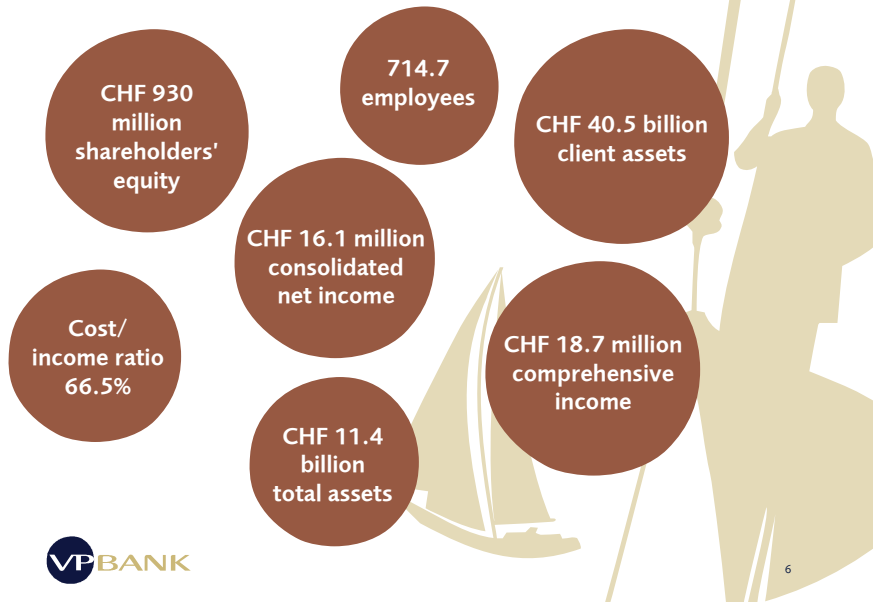 CHF 930
million
shareholders'
equity
714.7
employees
CHF 40.5 billion
client assets
CHF 16.1 million
consolidated
net income
Cost/
income ratio
66.5%
CHF 18.7 million
comprehensive
income
CHF 11.4
billion
total assets
VPBANK
6